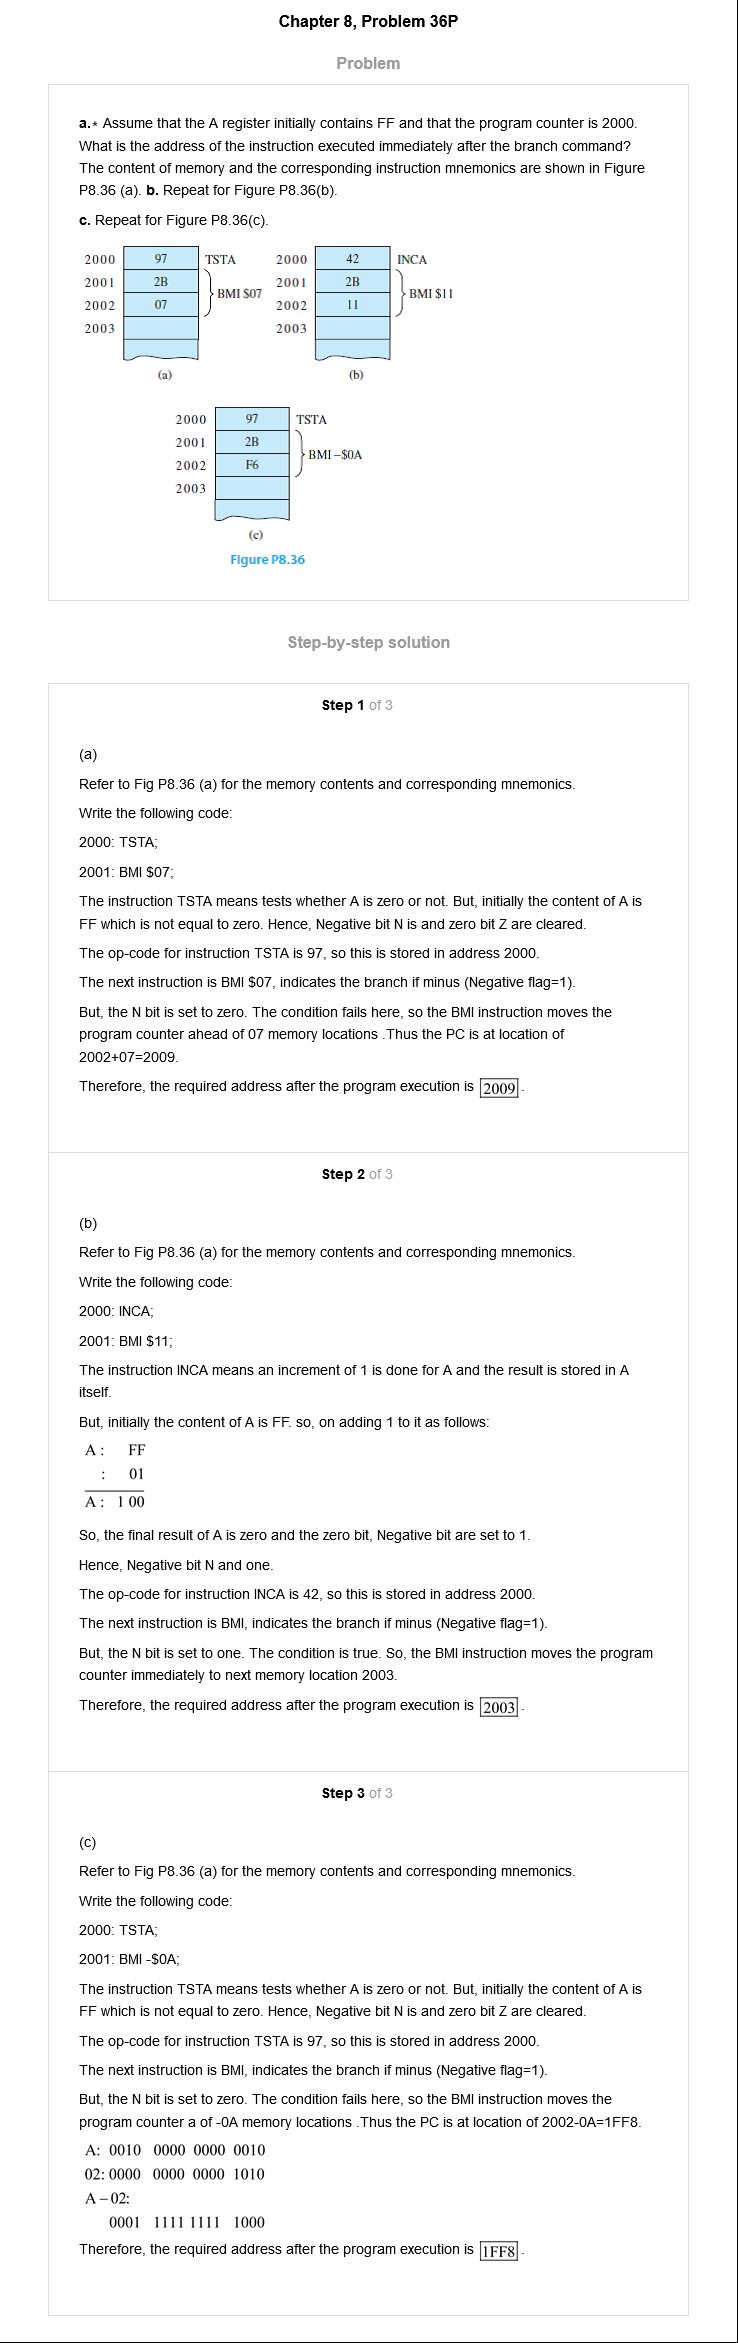 Chapter 8, Problem 36P
Problem
a.* Assume that the A register initially contains FF and that the program counter is 2000.
What is the address of the instruction executed immediately after the branch command?
The content of memory and the corresponding instruction mnemonics are shown in Figure
P8.36 (a). b. Repeat for Figure P8.36(b).
c. Repeat for Figure P8.36(c).
2000 97 TSTA 2000 42 INCA
2001 2B 2001 2B
BMI $07 BMI $11
2002 07 2002 11
2003 2003
(a) (b)
2000 97 TSTA
2001 2B
BMI –$0A
2002 F6
2003
(c)
Figure P8.36
Step-by-step solution
Step 1 of 3
(a)
Refer to Fig P8.36 (a) for the memory contents and corresponding mnemonics.
Write the following code:
2000: TSTA;
2001: BMI $07;
The instruction TSTA means tests whether A is zero or not. But, initially the content of A is
FF which is not equal to zero. Hence, Negative bit N is and zero bit Z are cleared.
The op-code for instruction TSTA is 97, so this is stored in address 2000.
The next instruction is BMI $07, indicates the branch if minus (Negative flag=1).
But, the N bit is set to zero. The condition fails here, so the BMI instruction moves the
program counter ahead of 07 memory locations .Thus the PC is at location of
2002+07=2009.
Therefore, the required address after the program execution is 2009.
Step 2 of 3
(b)
Refer to Fig P8.36 (a) for the memory contents and corresponding mnemonics.
Write the following code:
2000: INCA;
2001: BMI $11;
The instruction INCA means an increment of 1 is done for A and the result is stored in A
itself.
But, initially the content of A is FF. so, on adding 1 to it as follows:
A : FF
: 01
A : 1 00
So, the final result of A is zero and the zero bit, Negative bit are set to 1.
Hence, Negative bit N and one.
The op-code for instruction INCA is 42, so this is stored in address 2000.
The next instruction is BMI, indicates the branch if minus (Negative flag=1).
But, the N bit is set to one. The condition is true. So, the BMI instruction moves the program
counter immediately to next memory location 2003.
Therefore, the required address after the program execution is 2003.
Step 3 of 3
(c)
Refer to Fig P8.36 (a) for the memory contents and corresponding mnemonics.
Write the following code:
2000: TSTA;
2001: BMI -$0A;
The instruction TSTA means tests whether A is zero or not. But, initially the content of A is
FF which is not equal to zero. Hence, Negative bit N is and zero bit Z are cleared.
The op-code for instruction TSTA is 97, so this is stored in address 2000.
The next instruction is BMI, indicates the branch if minus (Negative flag=1).
But, the N bit is set to zero. The condition fails here, so the BMI instruction moves the
program counter a of -0A memory locations .Thus the PC is at location of 2002-0A=1FF8.
A: 0010 0000 0000 0010
02: 0000 0000 0000 1010
A – 02:
0001 1111 1111 1000
Therefore, the required address after the program execution is 1FF8.